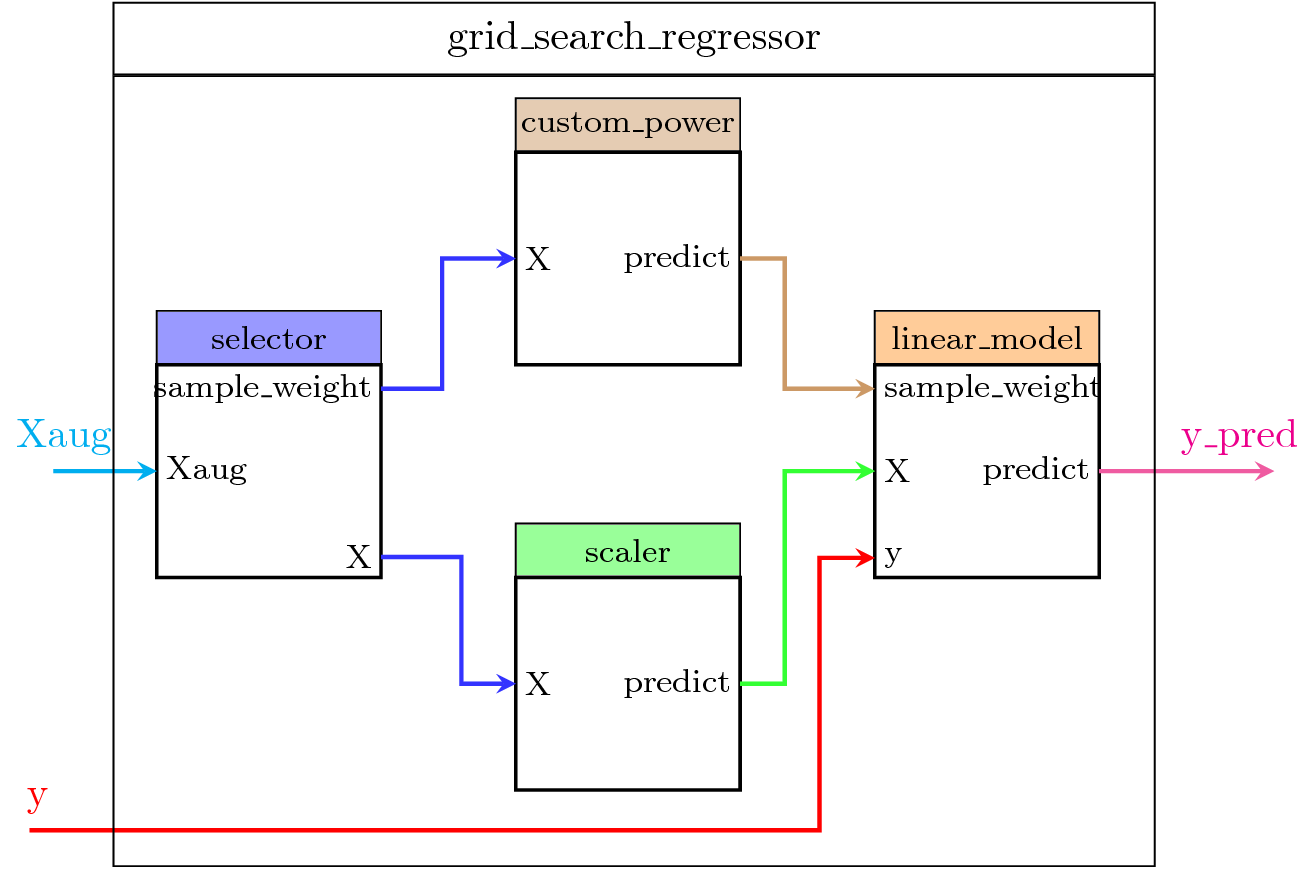 grid_search_regressor
custom_power
X predict
selector
sample_weight
Xaug
Xaug
X
linear_model
sample_weight
X predict
y
y_pred
scaler
X predict
y